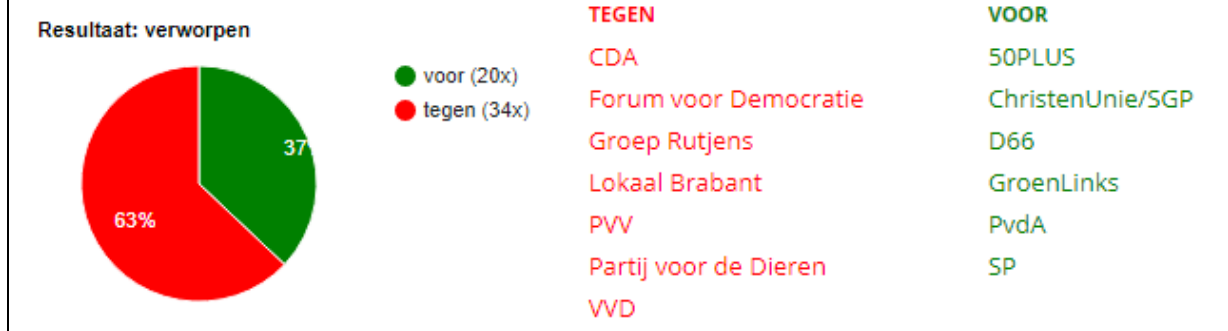 Resultaat: verworpen
voor (20x)
tegen (34x)
37
63%
TEGEN
CDA
Forum voor Democratie
Groep Rutjens
Lokaal Brabant
PVV
Partij voor de Dieren
VVD
VOOR
50PLUS
ChristenUnie/SGP
D66
GroenLinks
PvdA
SP